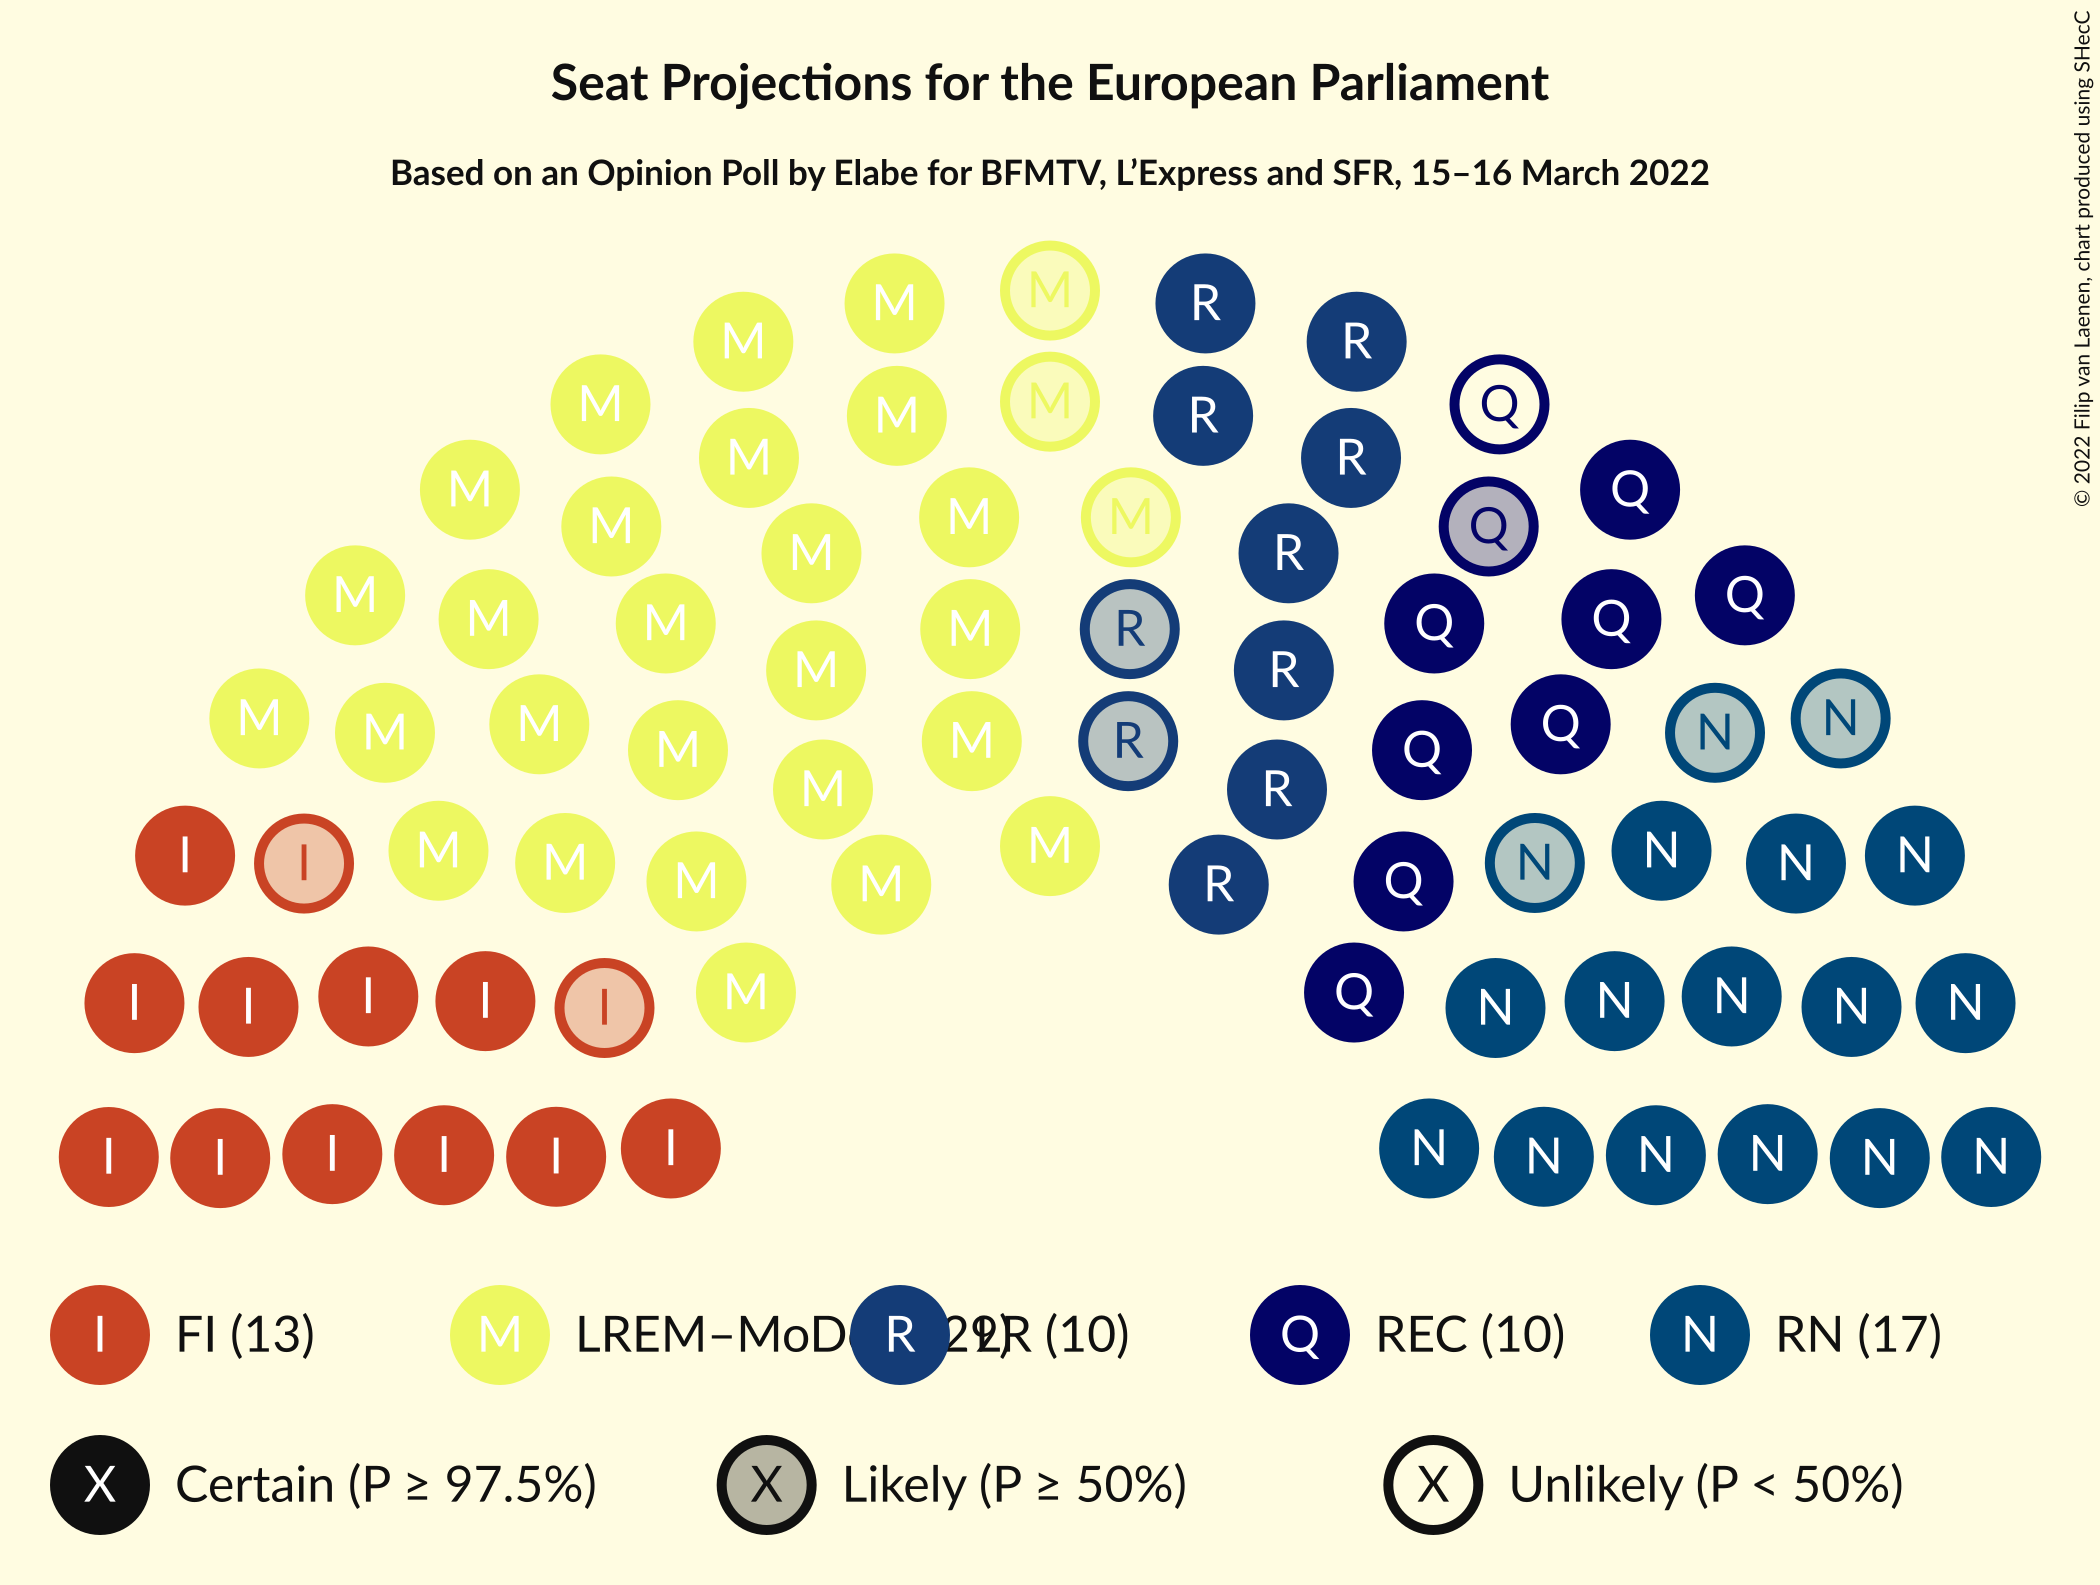 Seat Projections for the European Parliament
Based on an Opinion Poll by Elabe for BFMTV, L’Express and SFR, 15–16 March 2022
© 2022 Filip van Laenen, chart produced using SHecC
M M M R R
M M M R Q
M M R Q
M M M M R Q
M M M M R Q Q Q
M R
M M M M M R Q Q N N
M R
I I M M M M M R Q N N N N
I I I I I M Q N N N N N
I I I I I I N N N N N N
I FI (13) M LREM–MoD R LR (10) Q REC (10) N RN (17)
X Certain (P ≥ 97.5%) X Likely (P ≥ 50%) X Unlikely (P < 50%)